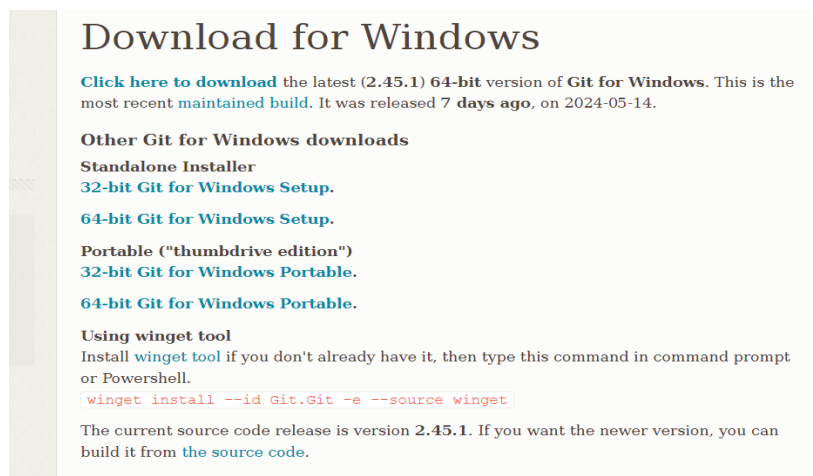 Download for Windows
Click here to download the latest (2.45.1) 64-bit version of Git for Windows. This is the
most recent maintained build. It was released 7 days ago, on 2024-05-14.
Other Git for Windows downloads
Standalone Installer
32-bit Git for Windows Setup.
64-bit Git for Windows Setup.
Portable ("thumbdrive edition")
32-bit Git for Windows Portable.
64-bit Git for Windows Portable.
Using winget tool
Install winget tool if you don't already have it, then type this command in command prompt
or Powershell.
winget install --id Git.Git -e --source winget
The current source code release is version 2.45.1. If you want the newer version, you can
build it from the source code.